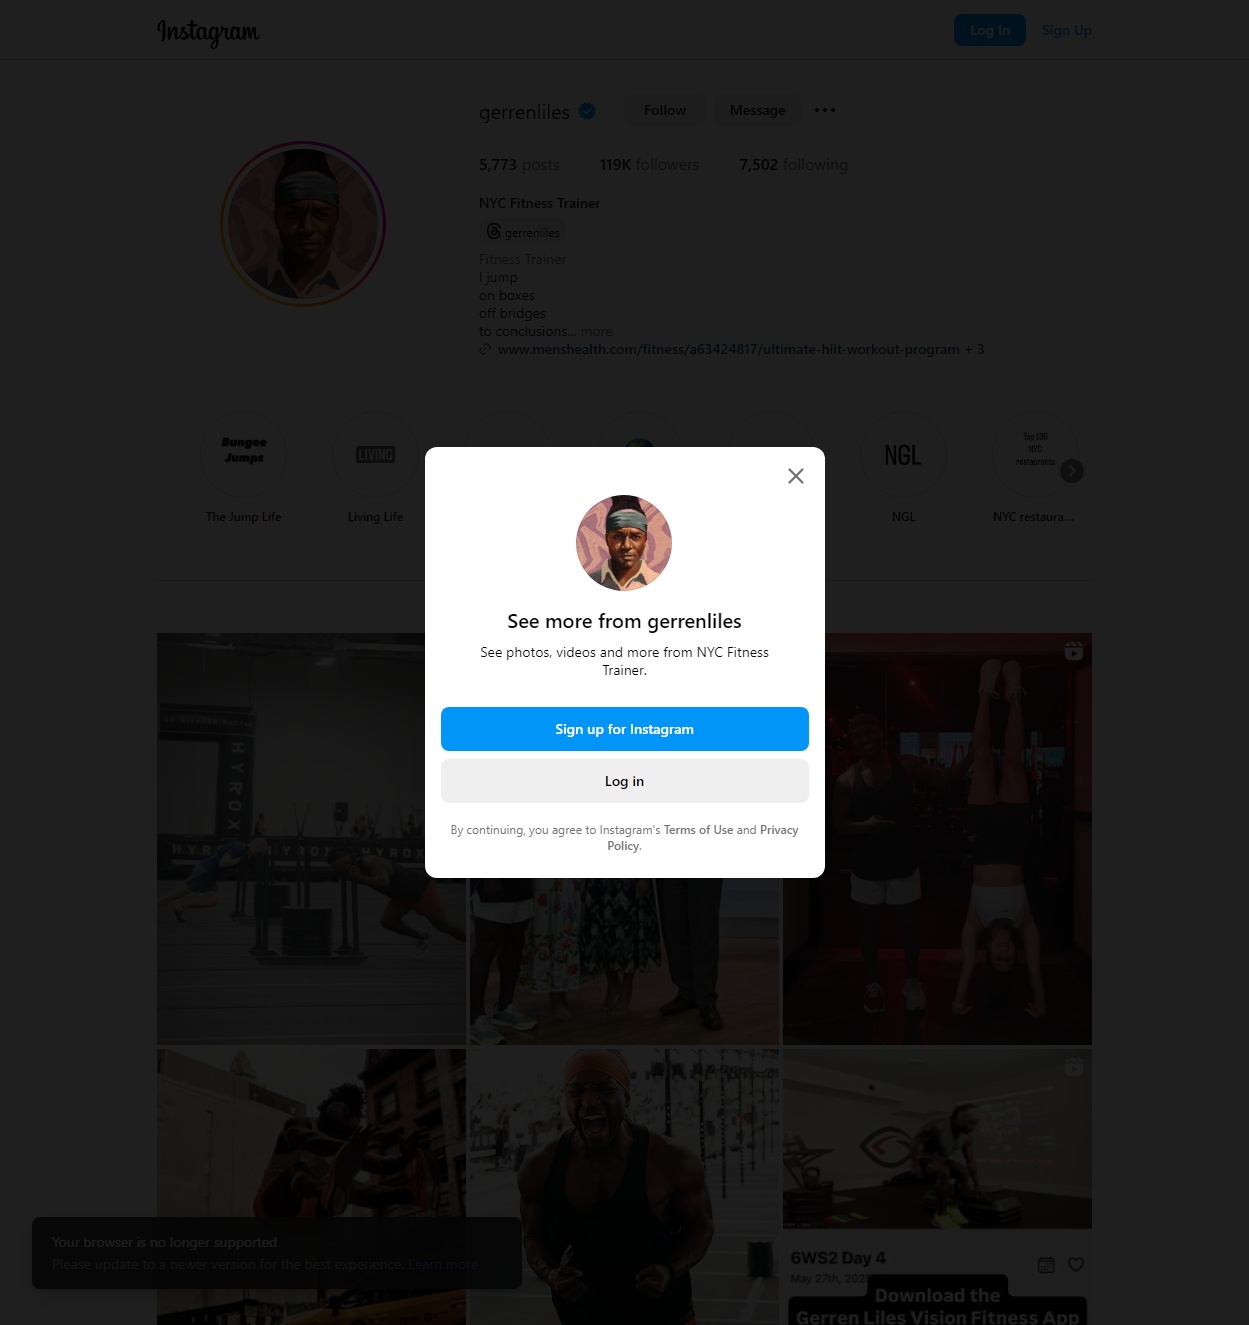 Instagram
Log In
Sign Up
gerrenliles
Follow
Message
5,773 posts
119K followers
7,502 following
NYC Fitness Trainer
gerrenliles
Fitness Trainer
I jump
on boxes
off bridges
to conclusions... more
www.menshealth.com/fitness/a63424817/ultimate-hiit-workout-program + 3
Bungee
Jumps
LIVING
NGL
Top 100
NYC
restaurants
The Jump Life
Living Life
NGL
NYC restaura...
See more from gerrenliles
See photos, videos and more from NYC Fitness
Trainer.
Sign up for Instagram
Log in
By continuing, you agree to Instagram's Terms of Use and Privacy
Policy.
HYROX
HYROX
HYROX
Your browser is no longer supported
Please update to a newer version for the best experience. Learn more
6WS2 Day 4
May 27th, 202
Download the
Gerren Liles Vision Fitness App